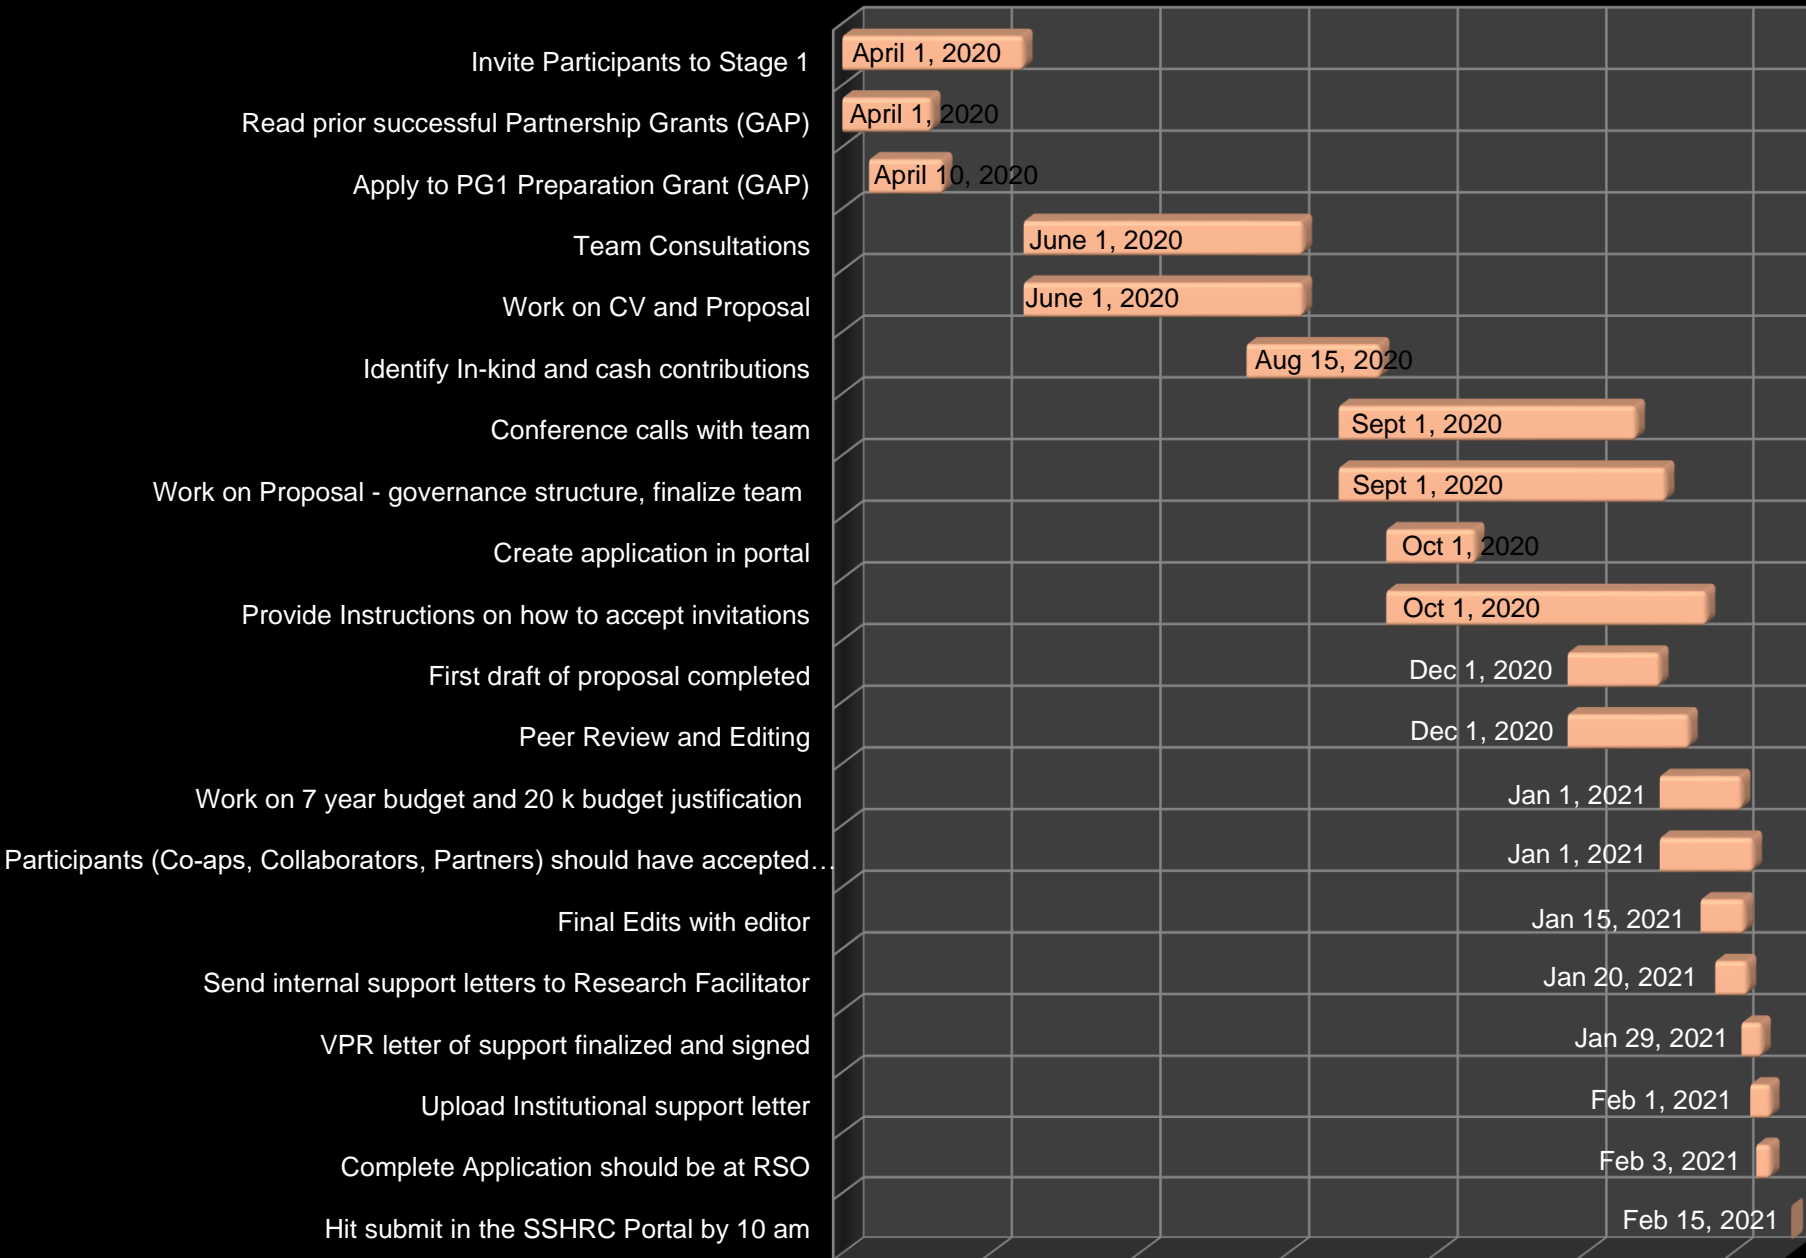 Invite Participants to Stage 1 April 1, 2020
Read prior successful Partnership Grants (GAP) April 1, 2020
Apply to PG1 Preparation Grant (GAP) April 10, 2020
Team Consultations June 1, 2020
Work on CV and Proposal June 1, 2020
Identify In-kind and cash contributions Aug 15, 2020
Conference calls with team Sept 1, 2020
Work on Proposal - governance structure, finalize team Sept 1, 2020
Create application in portal Oct 1, 2020
Provide Instructions on how to accept invitations Oct 1, 2020
First draft of proposal completed Dec 1, 2020
Peer Review and Editing Dec 1, 2020
Work on 7 year budget and 20 k budget justification Jan 1, 2021
Participants (Co-aps, Collaborators, Partners) should have accepted… Jan 1, 2021
Final Edits with editor Jan 15, 2021
Send internal support letters to Research Facilitator Jan 20, 2021
VPR letter of support finalized and signed Jan 29, 2021
Upload Institutional support letter Feb 1, 2021
Complete Application should be at RSO Feb 3, 2021
Hit submit in the SSHRC Portal by 10 am Feb 15, 2021